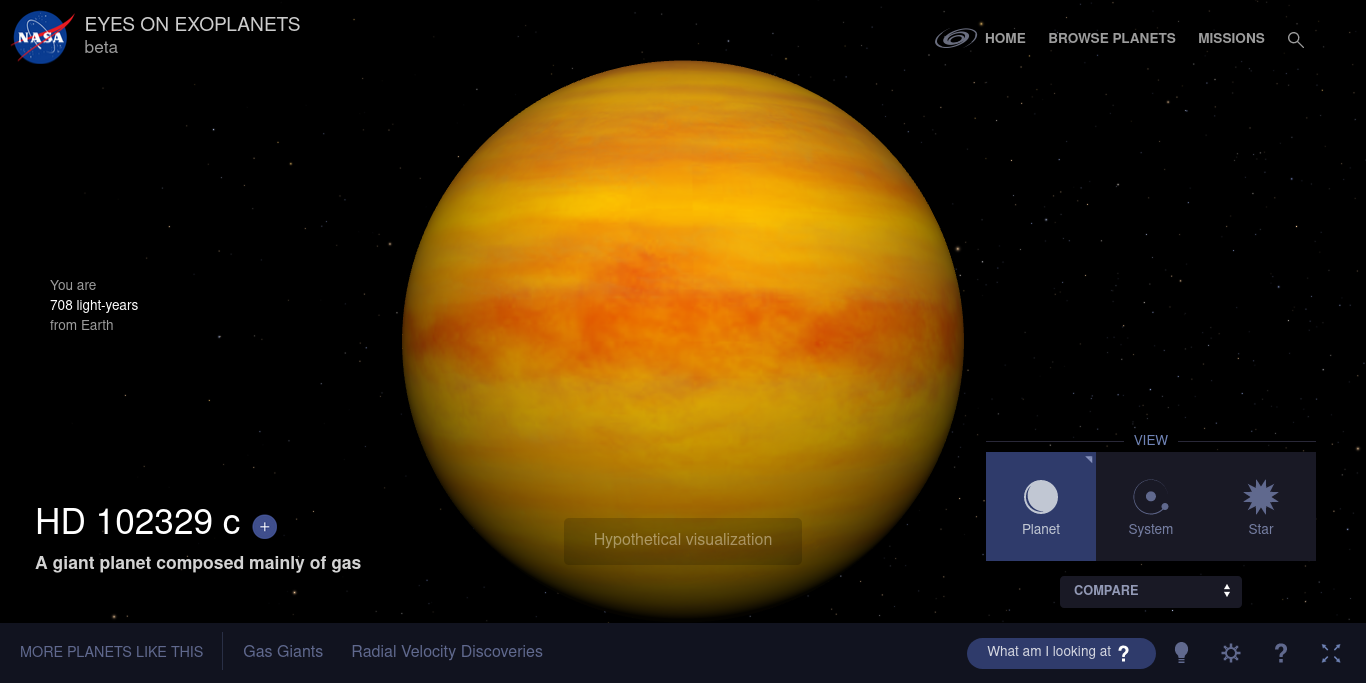 NASA
EYES ON EXOPLANETS
beta
HOME
BROWSE PLANETS
MISSIONS
You are
708 light-years
from Earth
VIEW
Planet
System
Star
HD 102329 c +
A giant planet composed mainly of gas
Hypothetical visualization
COMPARE
MORE PLANETS LIKE THIS
Gas Giants
Radial Velocity Discoveries
What am I looking at ?
?